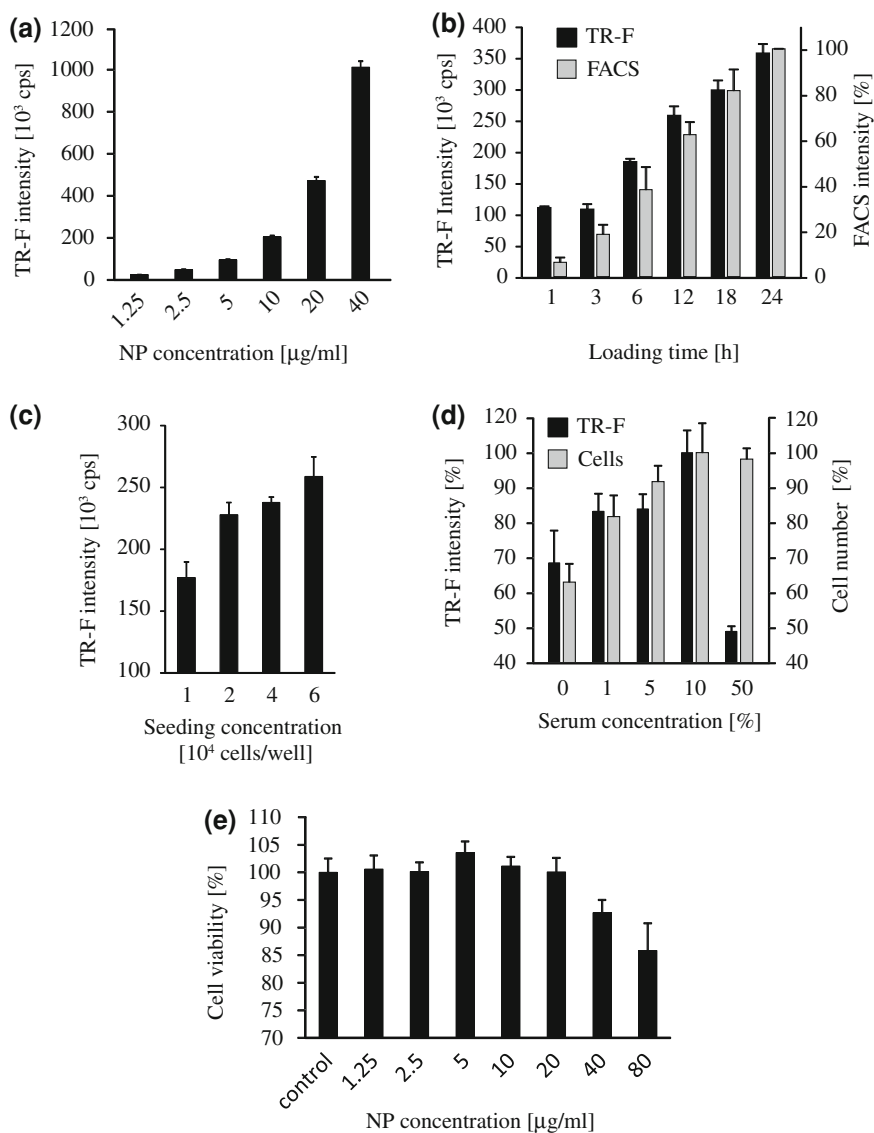 (a)
1200
1000
800
600
400
200
0
TR-F intensity [10³ cps]
1.25 2.5 5 10 20 40
NP concentration [µg/ml]
(b)
400
350
300
250
200
150
100
50
0
TR-F Intensity [10³ cps]
TR-F
FACS
100
80
60
40
20
0
FACS intensity [%]
1 3 6 12 18 24
Loading time [h]
(c)
300
250
200
150
100
TR-F intensity [10³ cps]
1 2 4 6
Seeding concentration
[10⁴ cells/well]
(d)
120
100
90
80
70
60
50
40
TR-F intensity [%]
TR-F
Cells
120
100
90
80
70
60
50
40
Cell number [%]
0 1 5 10 50
Serum concentration [%]
(e)
110
105
100
95
90
85
80
75
70
Cell viability [%]
control 1.25 2.5 5 10 20 40 80
NP concentration [µg/ml]